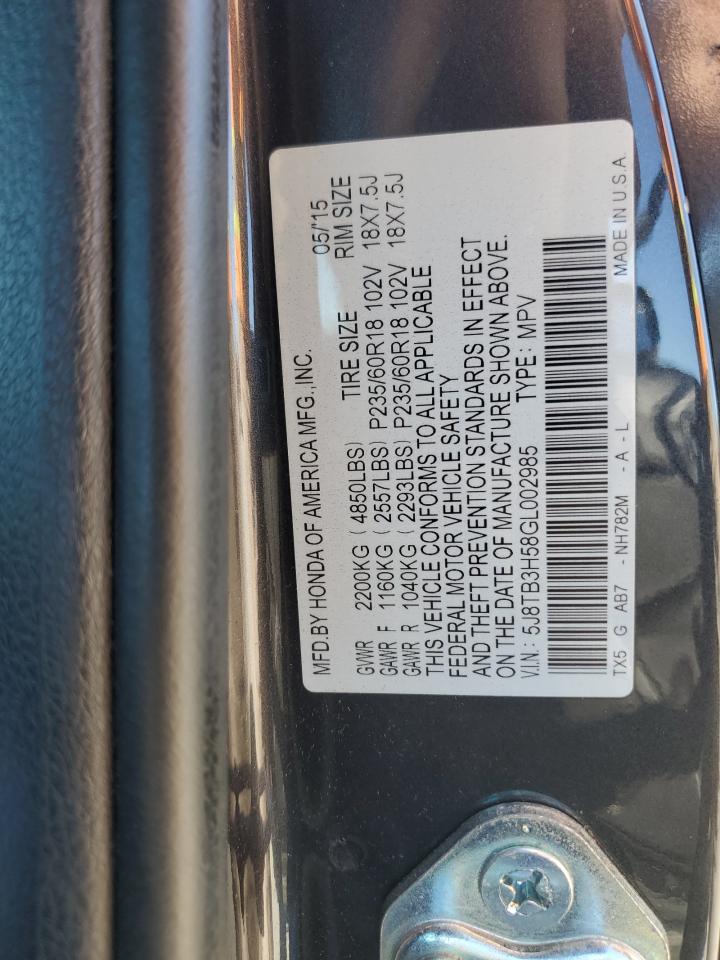 MFD.BY HONDA OF AMERICA MFG.,INC. 05/'15
GVWR 2200KG ( 4850LBS) TIRE SIZE RIM SIZE
GAWR F 1160KG ( 2557LBS) P235/60R18 102V 18X7.5J
GAWR R 1040KG ( 2293LBS) P235/60R18 102V 18X7.5J
THIS VEHICLE CONFORMS TO ALL APPLICABLE
FEDERAL MOTOR VEHICLE SAFETY
AND THEFT PREVENTION STANDARDS IN EFFECT
ON THE DATE OF MANUFACTURE SHOWN ABOVE.
V.I.N.: 5J8TB3H58GL002985 TYPE: MPV
TX5 G AB7 -NH782M -A-L MADE IN U.S.A.